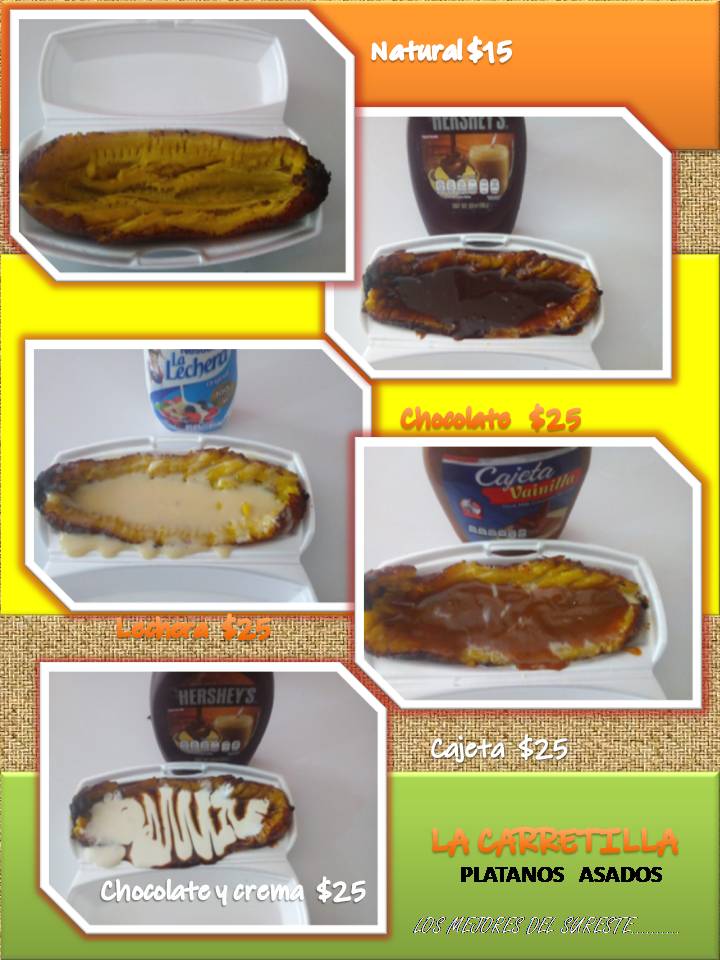 Natural $15
HERSHEY'S
Chocolate $25
La
Lechera
Original
Cajeta
Vainilla
Lechera $25
Cajeta $25
HERSHEY'S
Chocolate y crema $25
LA CARRETILLA
PLATANOS ASADOS
LOS MEJORES DEL SURESTE..........